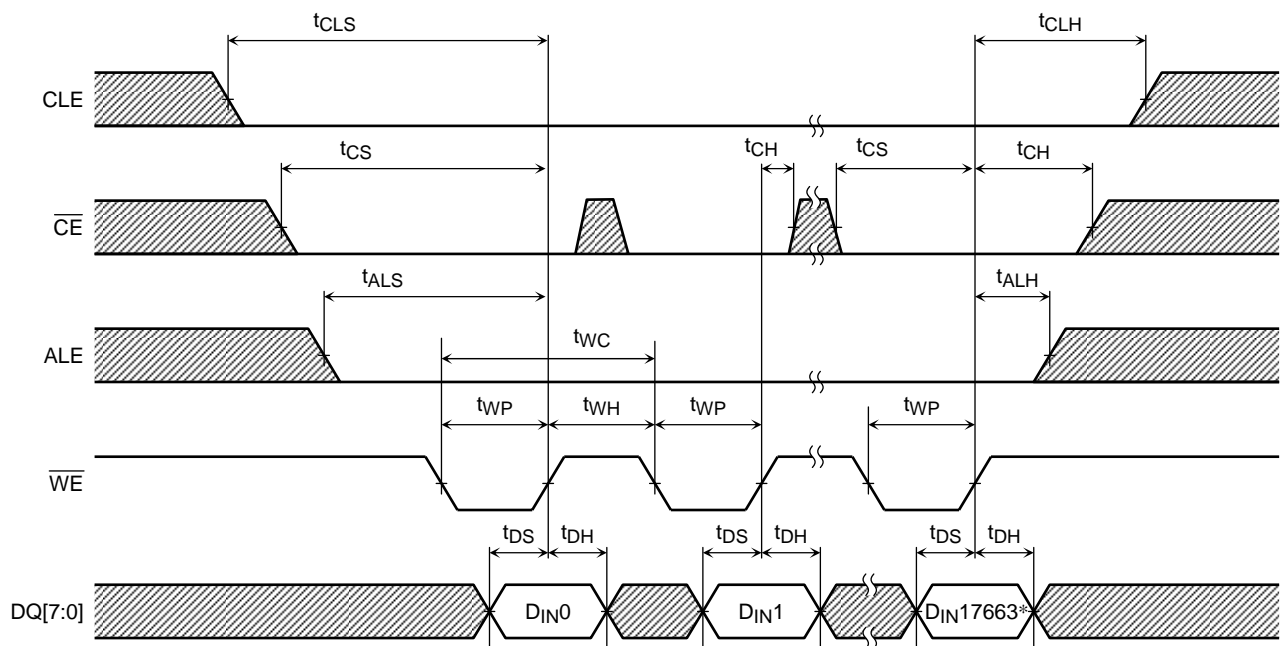 tCLS tCLH
CLE
tCS tCH tCS tCH
CE
tALS tALH
ALE
tWC
tWP tWH tWP tWP
WE
tDS tDH tDS tDH tDS tDH
DQ[7:0] DIN0 DIN1 DIN17663*